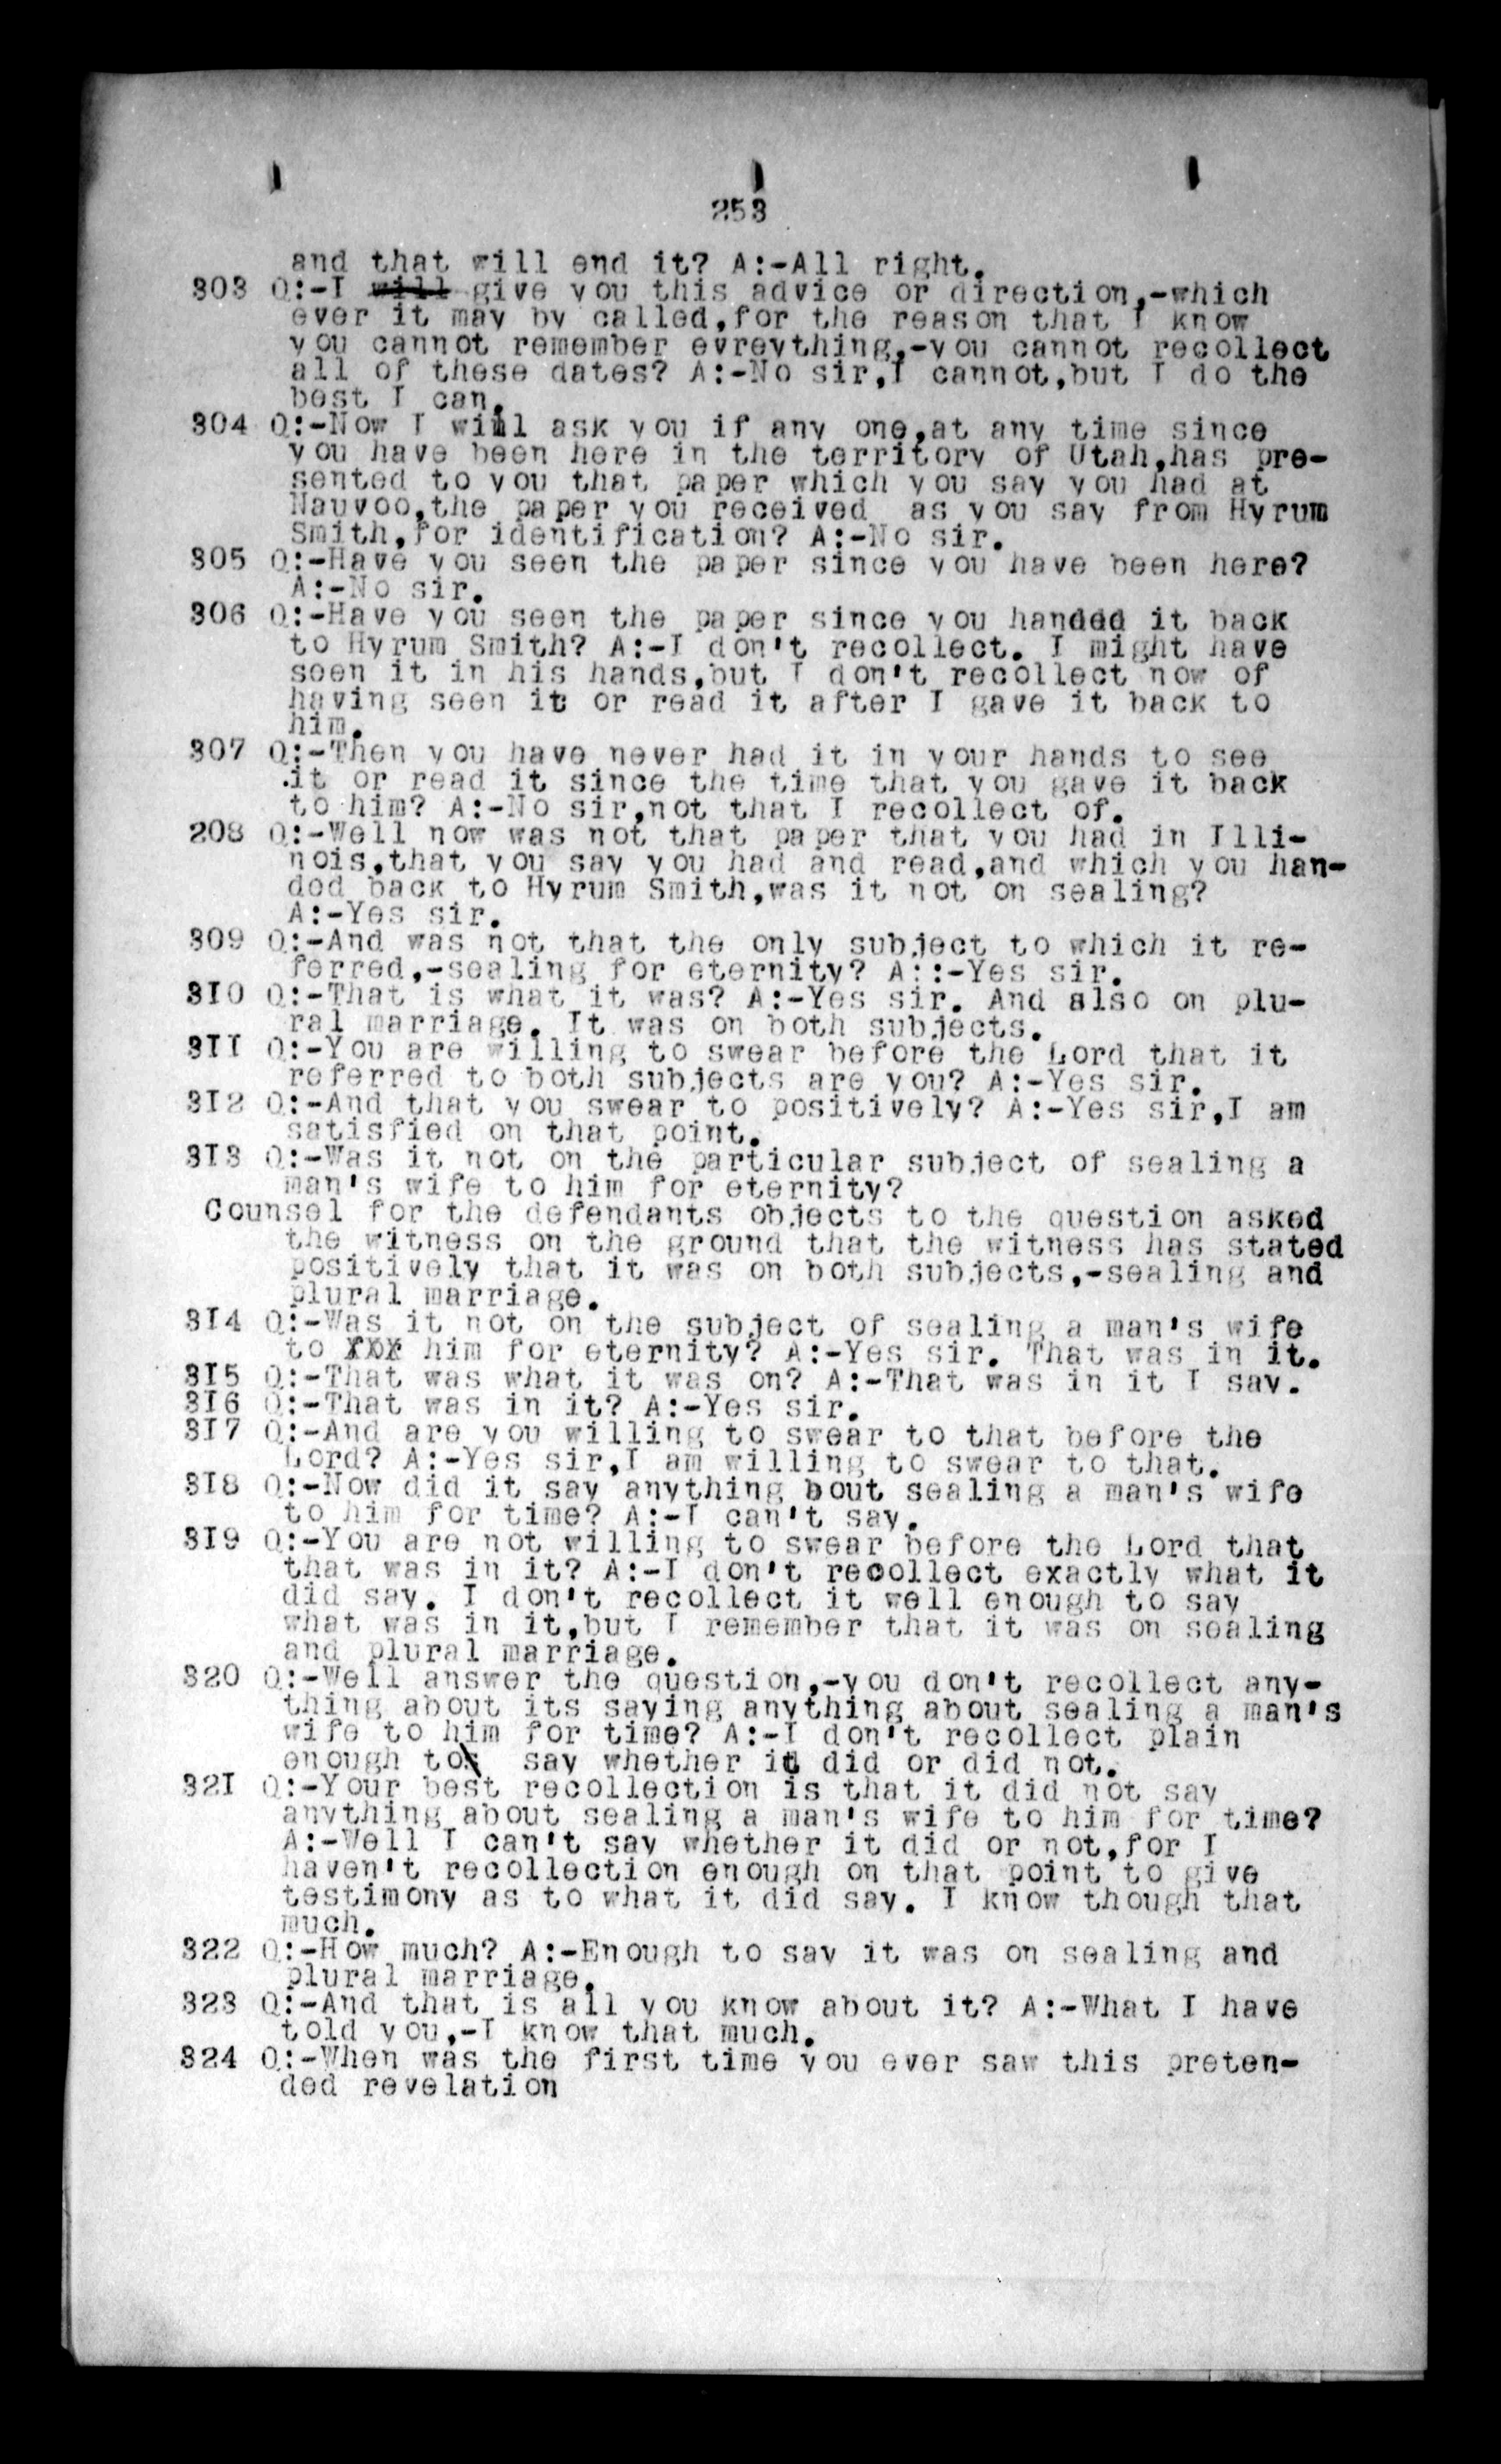 253
and that will end it? A:-All right.
303 Q:-I will give you this advice or direction,-which
ever it may by called,for the reason that I know
you cannot remember evreything,-you cannot recollect
all of these dates? A:-No sir,I cannot,but I do the
best I can.
304 Q:-Now I will ask you if any one,at any time since
you have been here in the territory of Utah,has pre-
sented to you that paper which you say you had at
Nauvoo,the paper you received as you say from Hyrum
Smith,for identification? A:-No sir.
305 Q:-Have you seen the paper since you have been here?
A:-No sir.
306 Q:-Have you seen the paper since you handed it back
to Hyrum Smith? A:-I don't recollect. I might have
seen it in his hands,but I don't recollect now of
having seen it or read it after I gave it back to
him.
307 Q:-Then you have never had it in your hands to see
it or read it since the time that you gave it back
to him? A:-No sir,not that I recollect of.
208 Q:-Well now was not that paper that you had in Illi-
nois,that you say you had and read,and which you han-
ded back to Hyrum Smith,was it not on sealing?
A:-Yes sir.
309 Q:-And was not that the only subject to which it re-
ferred,-sealing for eternity? A::-Yes sir.
3I0 Q:-That is what it was? A:-Yes sir. And also on plu-
ral marriage. It was on both subjects.
3II Q:-You are willing to swear before the Lord that it
referred to both subjects are you? A:-Yes sir.
3I2 Q:-And that you swear to positively? A:-Yes sir,I am
satisfied on that point.
3I3 Q:-Was it not on the particular subject of sealing a
man's wife to him for eternity?
Counsel for the defendants objects to the question asked
the witness on the ground that the witness has stated
positively that it was on both subjects,-sealing and
plural marriage.
3I4 Q:-Was it not on the subject of sealing a man's wife
to him for eternity? A:-Yes sir. That was in it.
3I5 Q:-That was what it was on? A:-That was in it I say.
3I6 Q:-That was in it? A:-Yes sir.
3I7 Q:-And are you willing to swear to that before the
Lord? A:-Yes sir,I am willing to swear to that.
3I8 Q:-Now did it say anything bout sealing a man's wife
to him for time? A:-I can't say.
3I9 Q:-You are not willing to swear before the Lord that
that was in it? A:-I don't recollect exactly what it
did say. I don't recollect it well enough to say
what was in it,but I remember that it was on sealing
and plural marriage.
320 Q:-Well answer the question,-you don't recollect any-
thing about its saying anything about sealing a man's
wife to him for time? A:-I don't recollect plain
enough to say whether it did or did not.
32I Q:-Your best recollection is that it did not say
anything about sealing a man's wife to him for time?
A:-Well I can't say whether it did or not,for I
haven't recollection enough on that point to give
testimony as to what it did say. I know though that
much.
322 Q:-How much? A:-Enough to say it was on sealing and
plural marriage.
323 Q:-And that is all you know about it? A:-What I have
told you,-I know that much.
324 Q:-When was the first time you ever saw this preten-
ded revelation